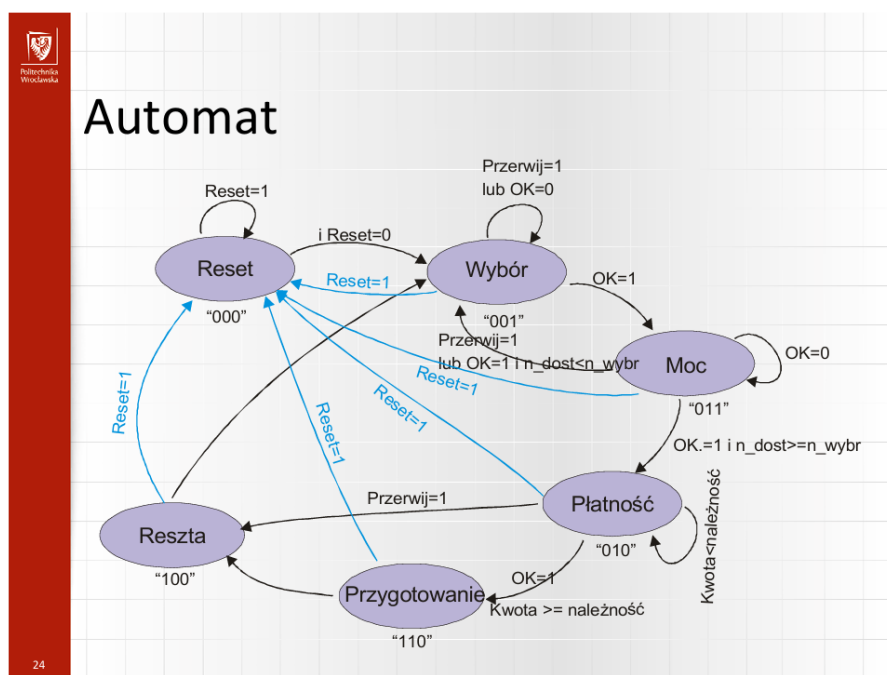 Politechnika
Wrocławska
Automat
Przerwij=1
lub OK=0
Reset=1
i Reset=0
Reset
Wybór
Reset=1
OK=1
"000"
"001"
Przerwij=1
lub OK=1 i n_dost<n_wybr
Moc
OK=0
Reset=1
"011"
Reset=1
Reset=1
Reset=1
OK.=1 i n_dost>=n_wybr
Przerwij=1
Płatność
Kwota<należność
Reszta
"010"
"100"
OK=1
Przygotowanie
Kwota >= należność
"110"
24